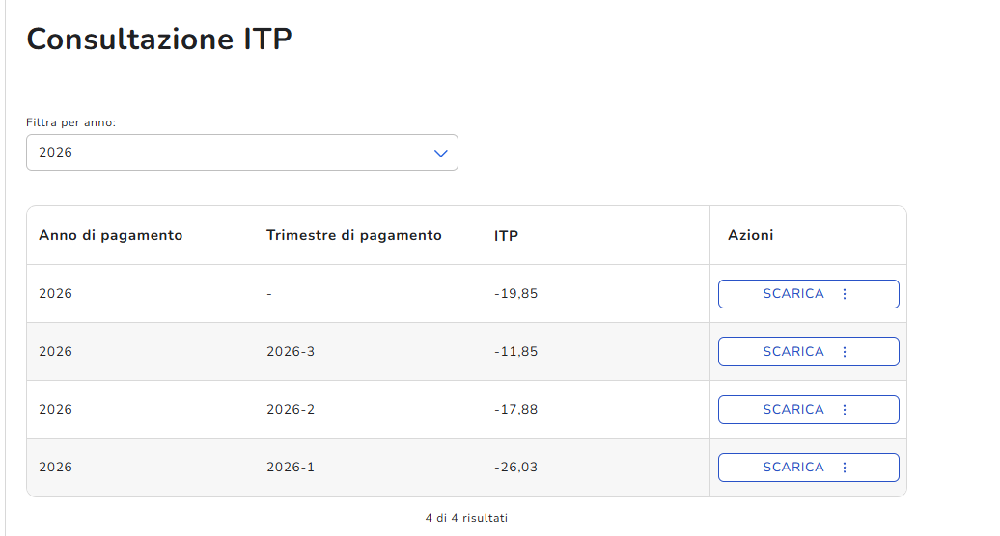 Consultazione ITP
Filtra per anno:
2026
Anno di pagamento Trimestre di pagamento ITP Azioni
2026 - -19,85 SCARICA
2026 2026-3 -11,85 SCARICA
2026 2026-2 -17,88 SCARICA
2026 2026-1 -26,03 SCARICA
4 di 4 risultati